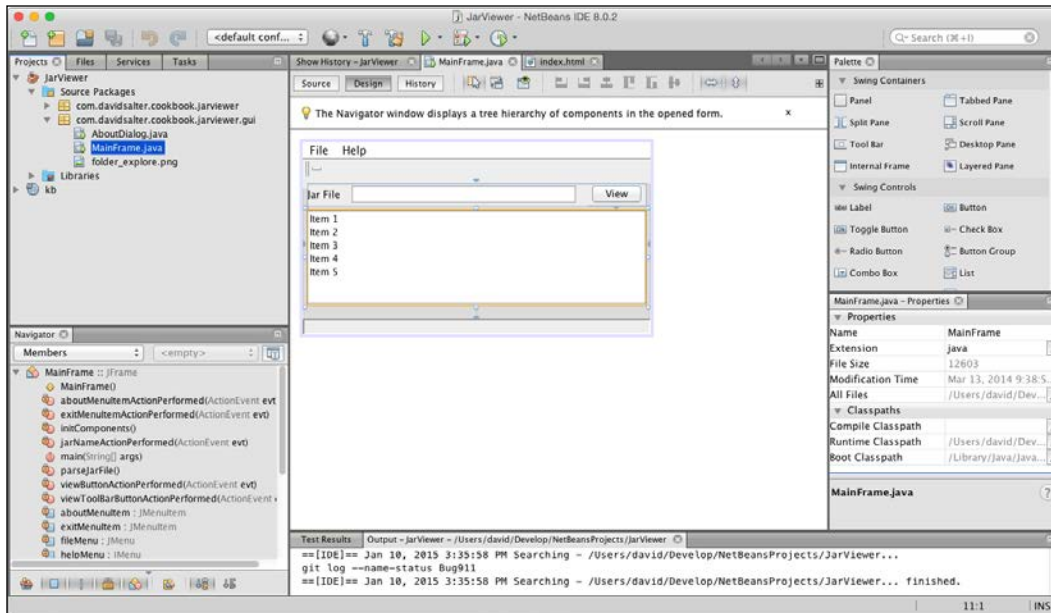 JarViewer - NetBeans IDE 8.0.2
<default conf...
Search (⌘+I)
Projects Files Services Tasks
JarViewer
Source Packages
com.davidsalter.cookbook.jarviewer
com.davidsalter.cookbook.jarviewer.gui
AboutDialog.java
MainFrame.java
folder_explore.png
Libraries
kb
Navigator
Members <empty>
MainFrame :: JFrame
MainFrame()
aboutMenuItemActionPerformed(ActionEvent evt
exitMenuItemActionPerformed(ActionEvent evt)
initComponents()
jarNameActionPerformed(ActionEvent evt)
main(String[] args)
parseJarFile()
viewButtonActionPerformed(ActionEvent evt)
viewToolBarButtonActionPerformed(ActionEvent
aboutMenuItem : JMenuItem
exitMenuItem : JMenuItem
fileMenu : JMenu
helpMenu : JMenu
Show History - JarViewer MainFrame.java index.html
Source Design History
The Navigator window displays a tree hierarchy of components in the opened form. x
File Help
Jar File View
Item 1
Item 2
Item 3
Item 4
Item 5
Test Results Output - JarViewer - /Users/david/Develop/NetBeansProjects/JarViewer
==[IDE]== Jan 10, 2015 3:35:58 PM Searching - /Users/david/Develop/NetBeansProjects/JarViewer...
git log --name-status Bug911
==[IDE]== Jan 10, 2015 3:35:58 PM Searching - /Users/david/Develop/NetBeansProjects/JarViewer... finished.
Palette
Swing Containers
Panel Tabbed Pane
Split Pane Scroll Pane
Tool Bar Desktop Pane
Internal Frame Layered Pane
Swing Controls
label Label Button
Toggle Button Check Box
Radio Button Button Group
Combo Box List
MainFrame.java - Properties
Properties
Name MainFrame
Extension java
File Size 12603
Modification Time Mar 13, 2014 9:38:5...
All Files /Users/david/Dev...
Classpaths
Compile Classpath
Runtime Classpath /Users/david/Dev...
Boot Classpath /Library/Java/Java...
MainFrame.java ?
11:1 INS